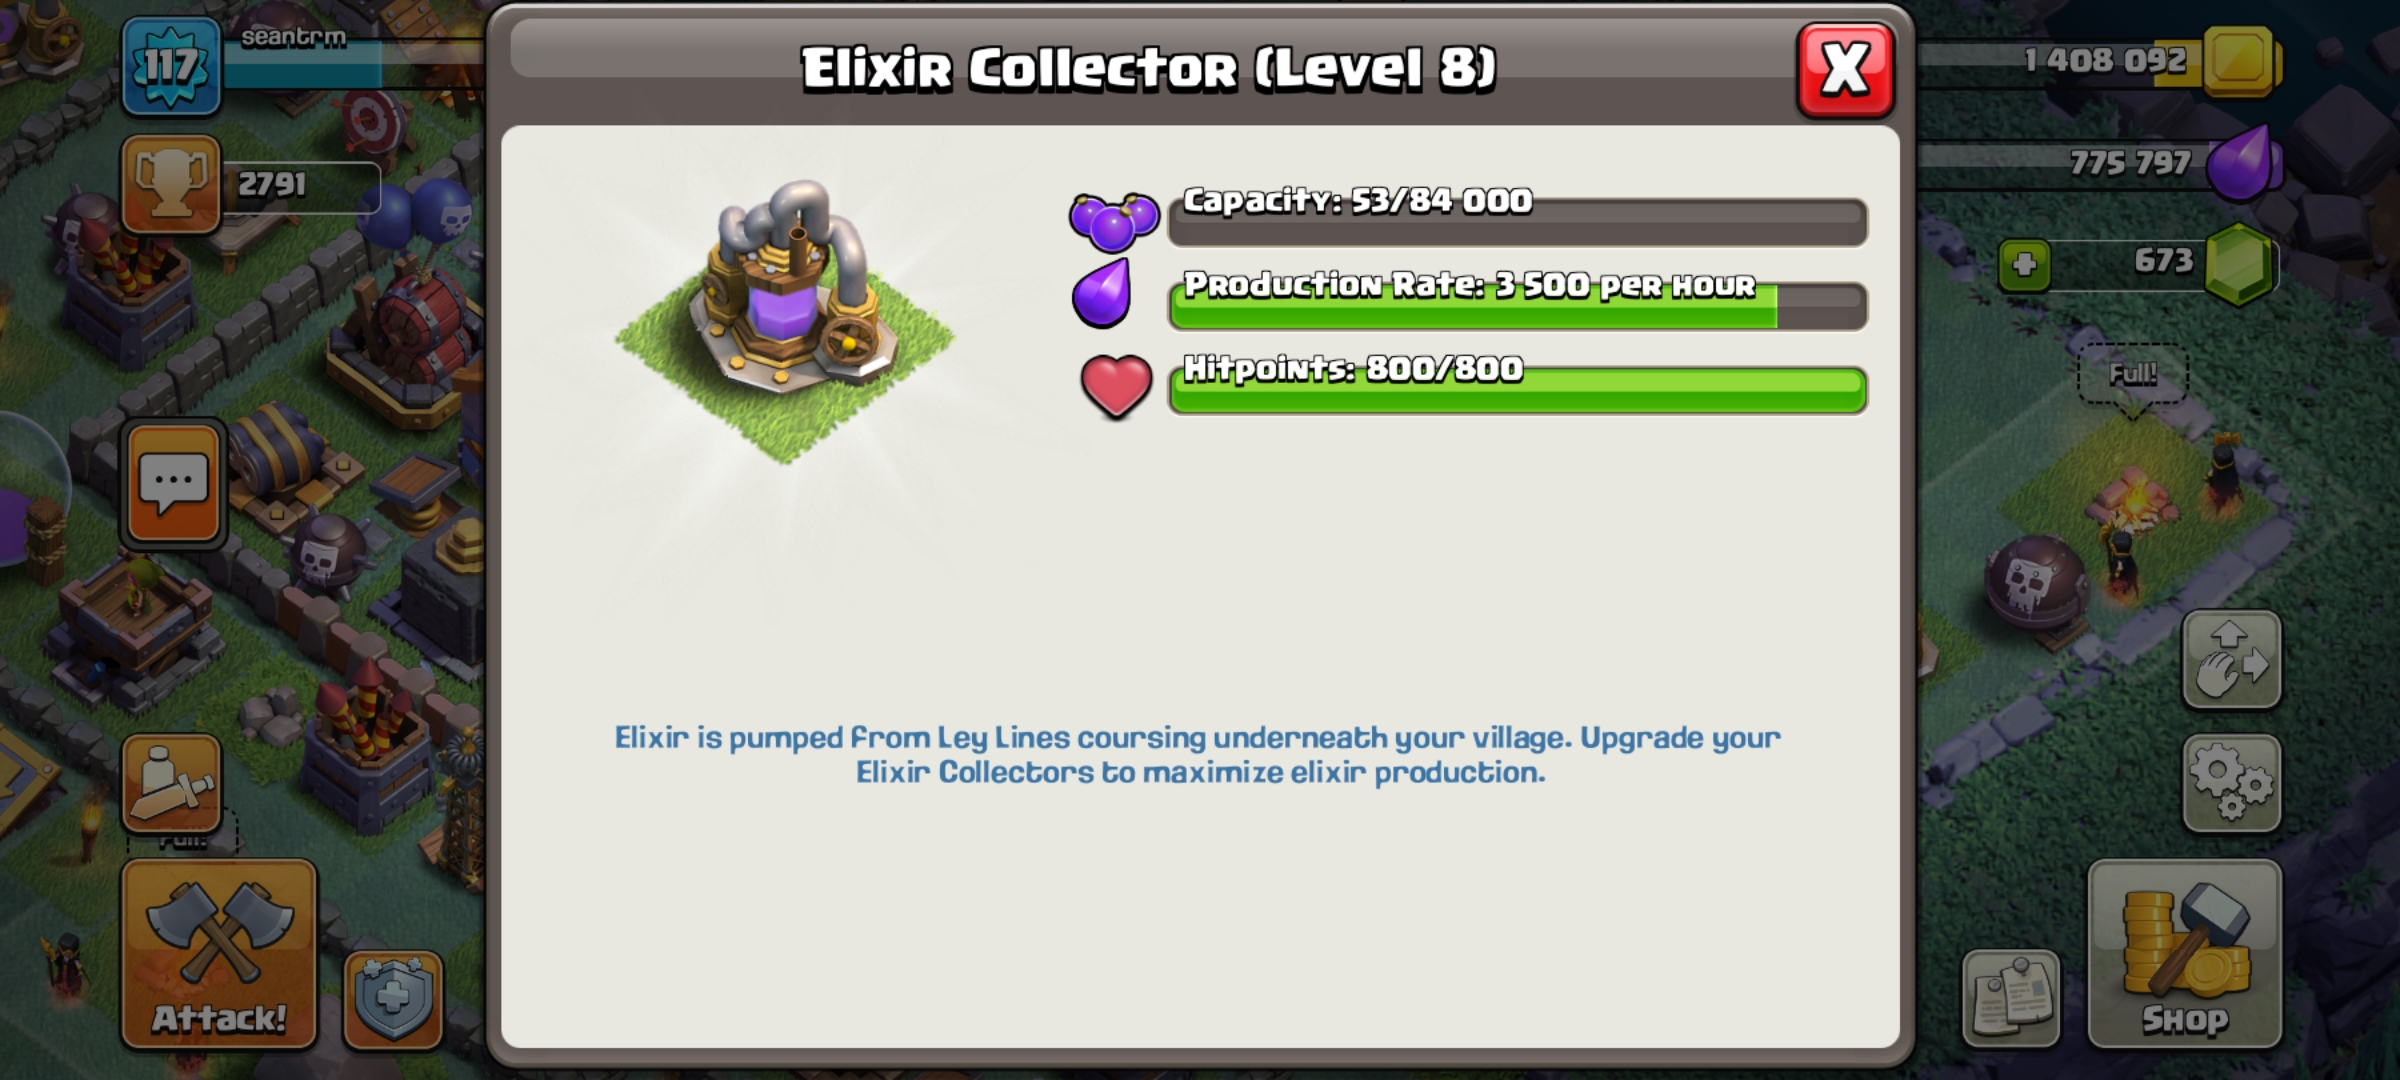 117
seantrm
2791
Elixir Collector (Level 8)
X
1 408 092
775 797
673
Capacity: 53/84 000
Production Rate: 3 500 per hour
Hitpoints: 800/800
Full!
Elixir is pumped from Ley Lines coursing underneath your village. Upgrade your
Elixir Collectors to maximize elixir production.
Full!
Attack!
Shop